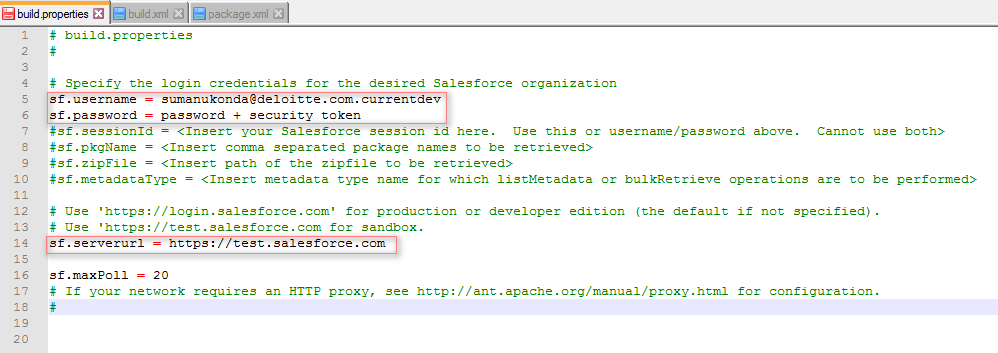 build.properties build.xml package.xml
1 # build.properties
2 #
3
4 # Specify the login credentials for the desired Salesforce organization
5 sf.username = sumanukonda@deloitte.com.currentdev
6 sf.password = password + security token
7 #sf.sessionId = <Insert your Salesforce session id here.  Use this or username/password above.  Cannot use both>
8 #sf.pkgName = <Insert comma separated package names to be retrieved>
9 #sf.zipFile = <Insert path of the zipfile to be retrieved>
10 #sf.metadataType = <Insert metadata type name for which listMetadata or bulkRetrieve operations are to be performed>
11
12 # Use 'https://login.salesforce.com' for production or developer edition (the default if not specified).
13 # Use 'https://test.salesforce.com for sandbox.
14 sf.serverurl = https://test.salesforce.com
15
16 sf.maxPoll = 20
17 # If your network requires an HTTP proxy, see http://ant.apache.org/manual/proxy.html for configuration.
18 #
19
20